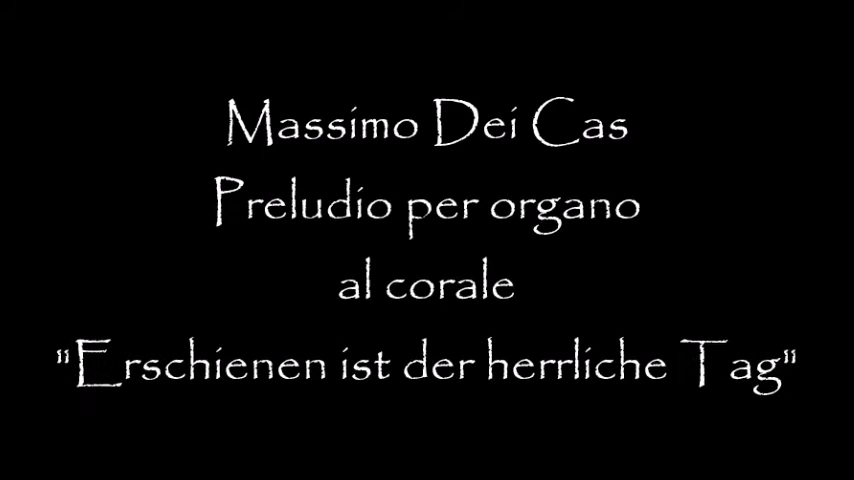 Massimo Dei Cas
Preludio per organo
al corale
"Erschienen ist der herrliche Tag"